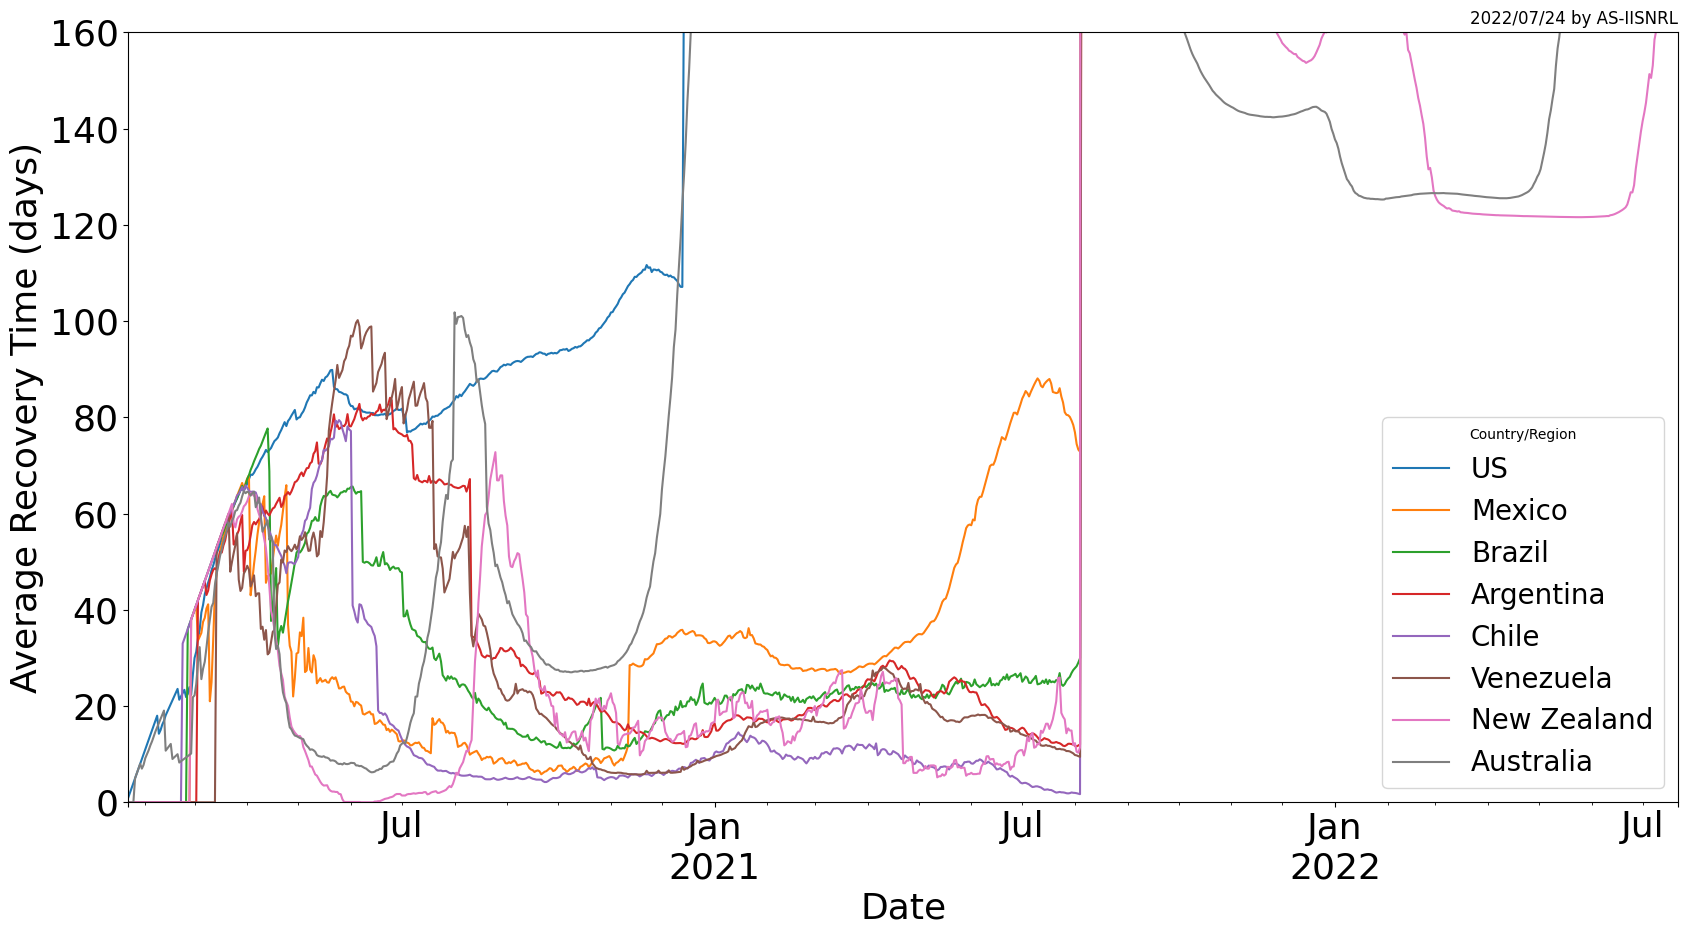 2022/07/24 by AS-IISNRL
160
140
120
100
80
60
40
20
0
Average Recovery Time (days)
Country/Region
US
Mexico
Brazil
Argentina
Chile
Venezuela
New Zealand
Australia
Jul
Jan
2021
Jul
Jan
2022
Jul
Date